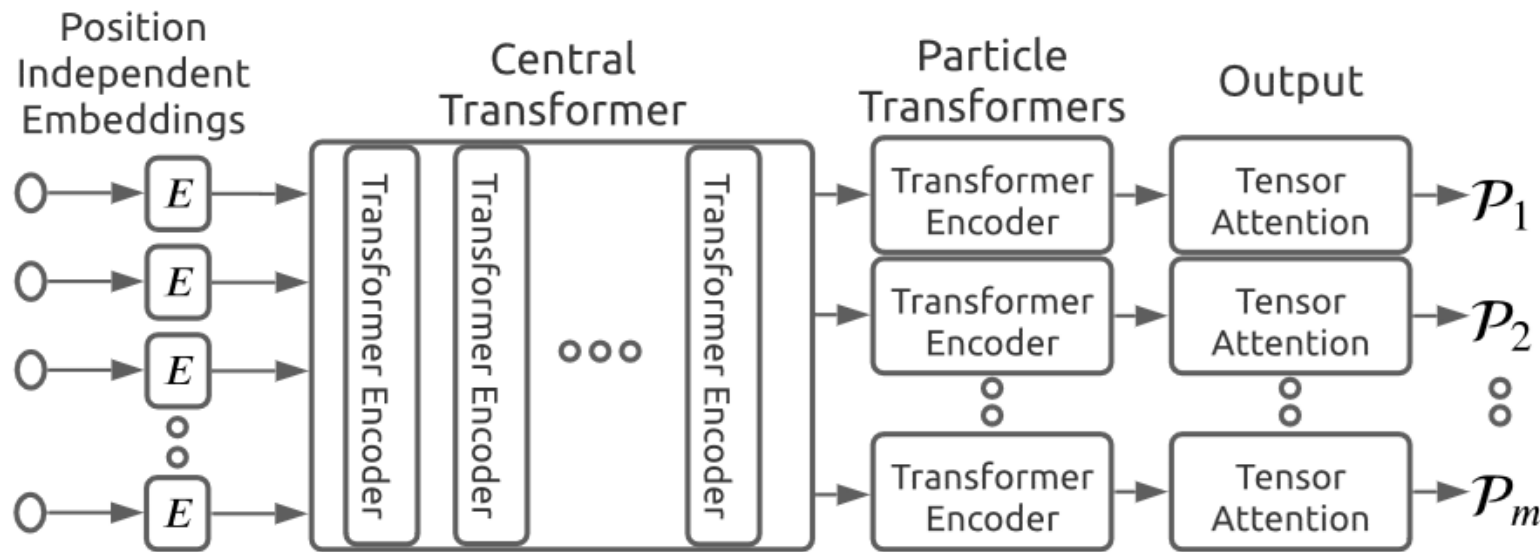 Position
Independent
Embeddings
Central
Transformer
Particle
Transformers
Output
E
E
E
E
Transformer Encoder
Transformer Encoder
Transformer Encoder
Transformer
Encoder
Tensor
Attention
𝒫1
Transformer
Encoder
Tensor
Attention
𝒫2
Transformer
Encoder
Tensor
Attention
𝒫m